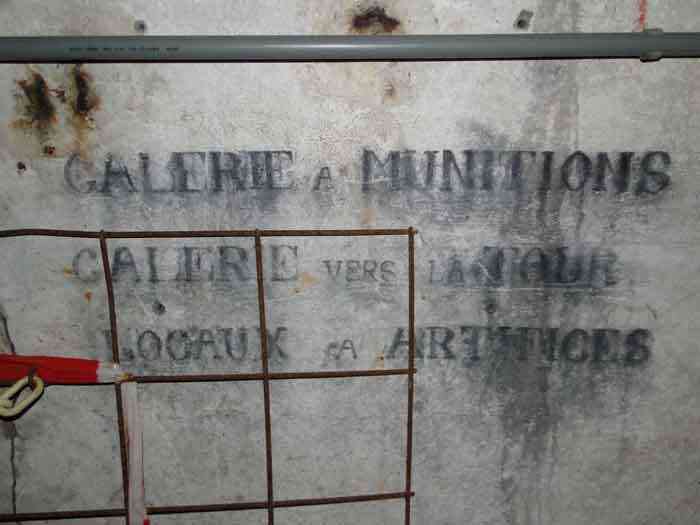 GALERIE A MUNITIONS
GALERIE VERS LA TOUR
LOCAUX A ARTIFICES